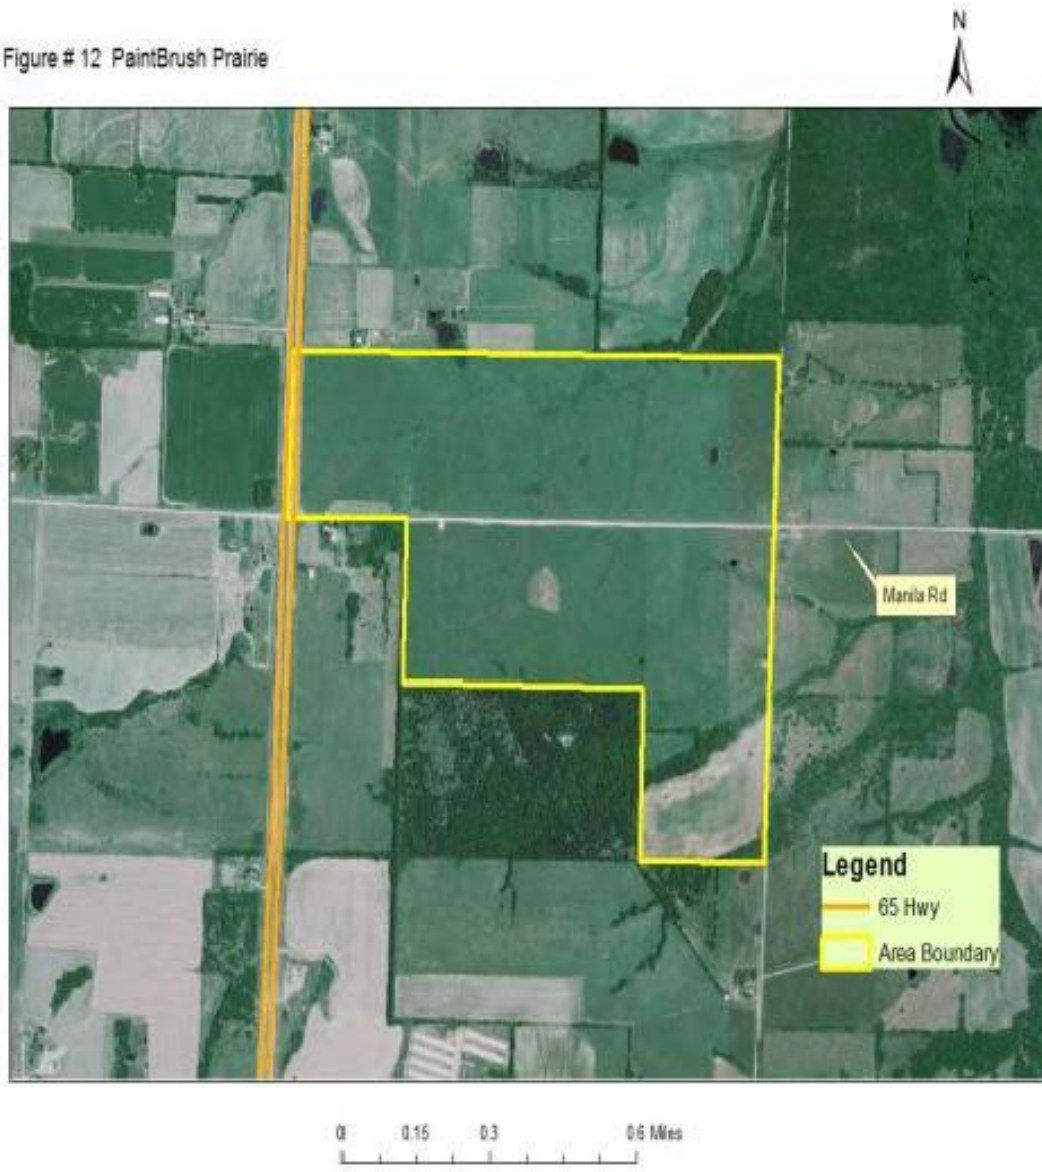 N
Figure # 12 PaintBrush Prairie
Manila Rd
Legend
65 Hwy
Area Boundary
0 0.15 0.3 0.6 Miles